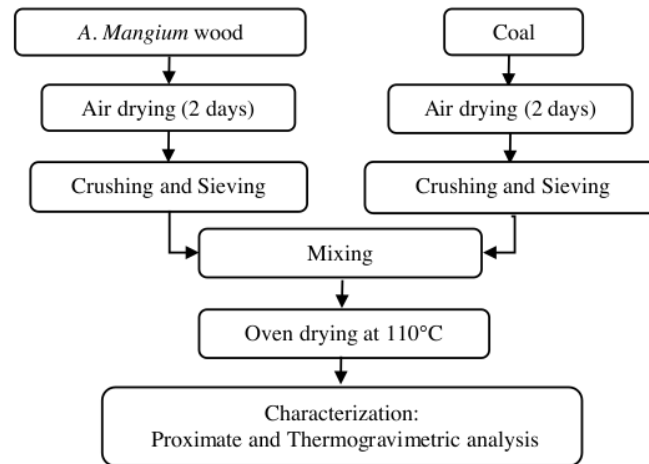 A. Mangium wood
Coal
Air drying (2 days)
Air drying (2 days)
Crushing and Sieving
Crushing and Sieving
Mixing
Oven drying at 110°C
Characterization:
Proximate and Thermogravimetric analysis